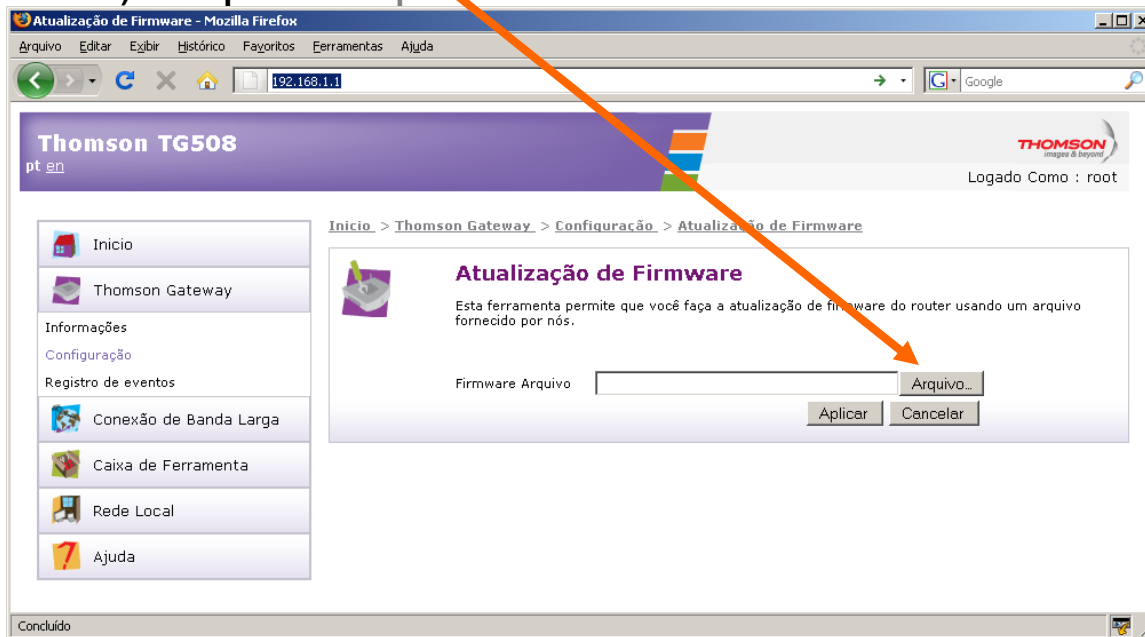 Atualização de Firmware - Mozilla Firefox
Arquivo Editar Exibir Histórico Favoritos Ferramentas Ajuda
192.168.1.1
G Google
Thomson TG508
pt en
THOMSON
images & beyond
Logado Como : root
Inicio > Thomson Gateway > Configuração > Atualização de Firmware
Inicio
Thomson Gateway
Informações
Configuração
Registro de eventos
Conexão de Banda Larga
Caixa de Ferramenta
Rede Local
Ajuda
Atualização de Firmware
Esta ferramenta permite que você faça a atualização de firmware do router usando um arquivo
fornecido por nós.
Firmware Arquivo
Arquivo...
Aplicar Cancelar
Concluído